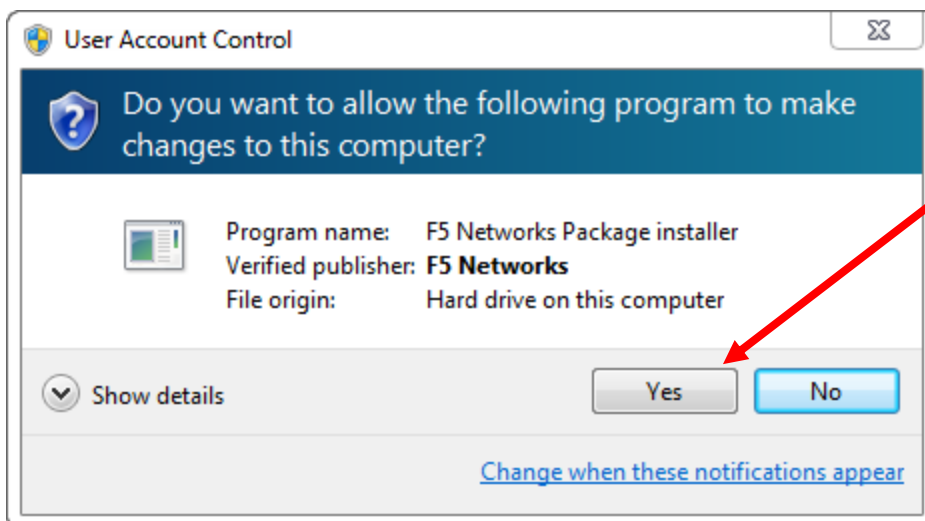 User Account Control
Do you want to allow the following program to make
changes to this computer?
Program name: F5 Networks Package installer
Verified publisher: F5 Networks
File origin: Hard drive on this computer
Show details
Yes
No
Change when these notifications appear